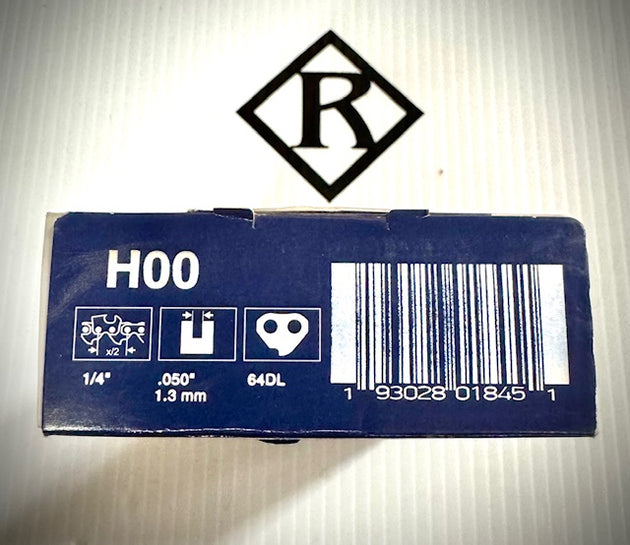 R
H00
x/2
1/4"
.050"
1.3 mm
64DL
1 93028 01845 1